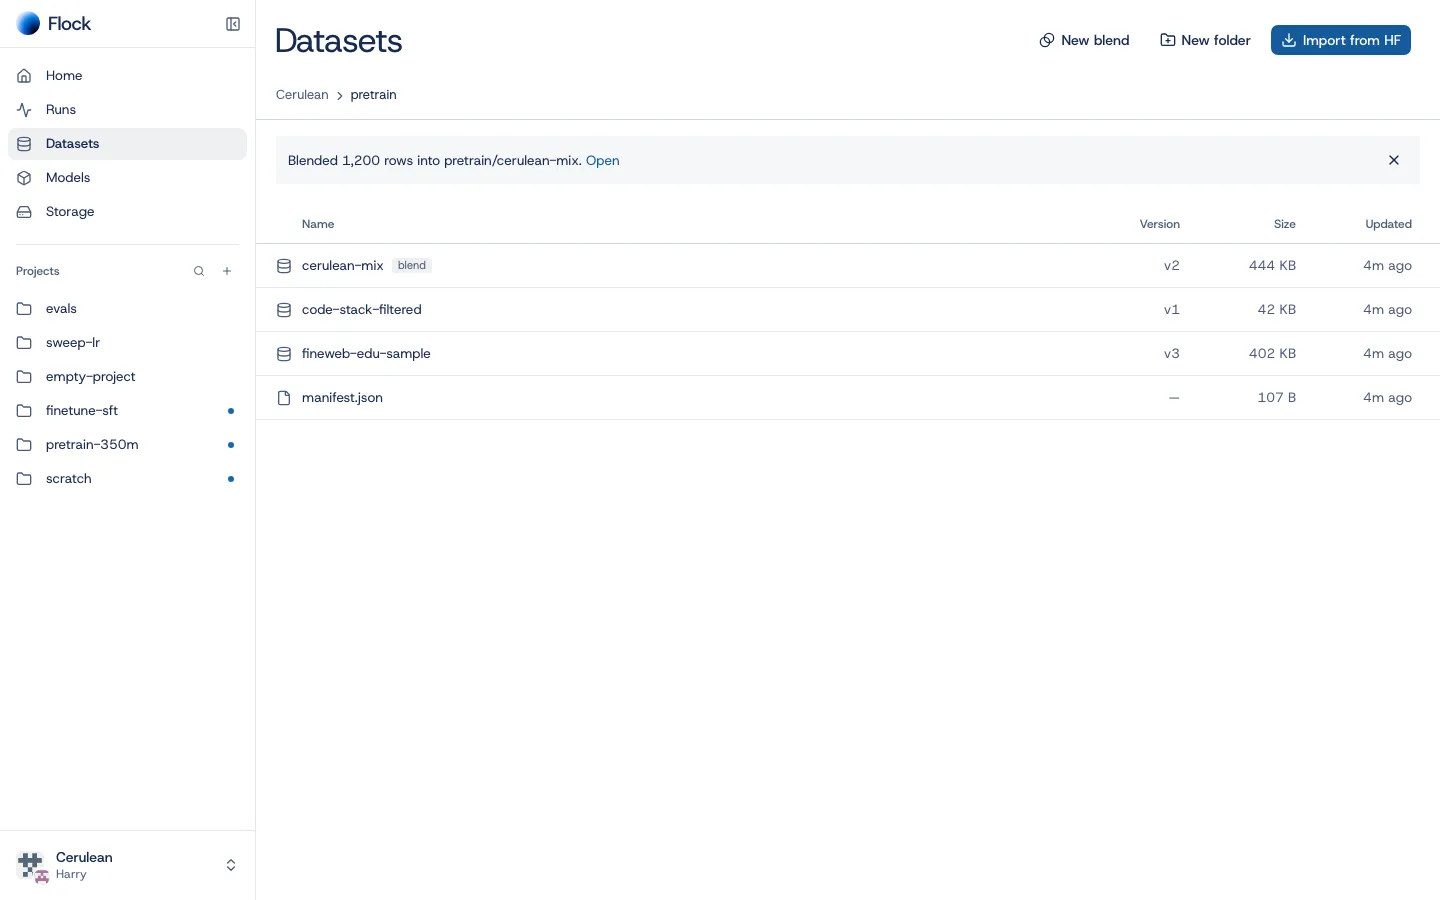 Flock
Home
Runs
Datasets
Models
Storage
Projects
evals
sweep-lr
empty-project
finetune-sft
pretrain-350m
scratch
Cerulean
Harry
Datasets
New blend
New folder
Import from HF
Cerulean > pretrain
Blended 1,200 rows into pretrain/cerulean-mix. Open
Name Version Size Updated
cerulean-mix blend v2 444 KB 4m ago
code-stack-filtered v1 42 KB 4m ago
fineweb-edu-sample v3 402 KB 4m ago
manifest.json — 107 B 4m ago